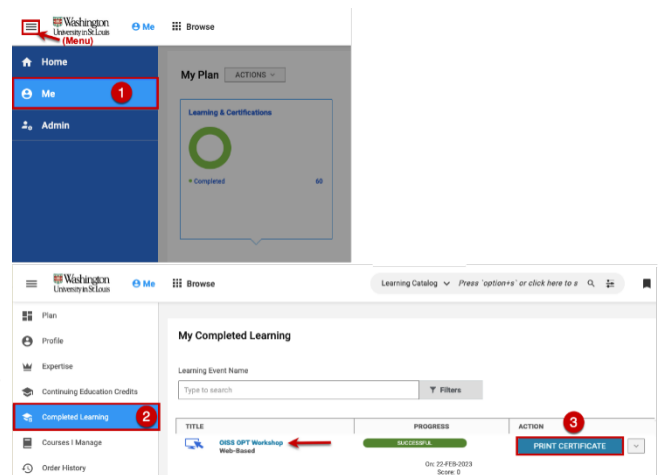 Washington
University in St. Louis
Me
Browse
(Menu)
Home
Me
1
Admin
My Plan
ACTIONS
Learning & Certifications
Completed
60
Washington
University in St. Louis
Me
Browse
Learning Catalog
Press `option+s` or click here to s
Plan
Profile
Expertise
Continuing Education Credits
Completed Learning
2
Courses I Manage
Order History
My Completed Learning
Learning Event Name
Type to search
Filters
TITLE
PROGRESS
ACTION
3
OISS OPT Workshop
Web-Based
SUCCESSFUL
PRINT CERTIFICATE
On: 22-FEB-2023
Score: 0